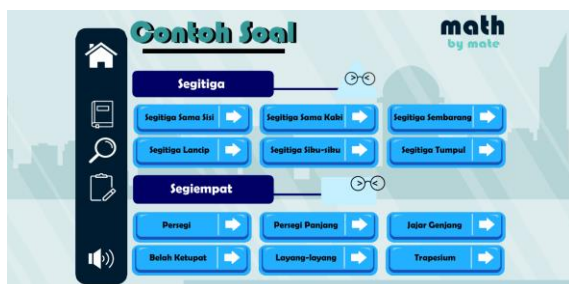 Contoh Soal
math
by mate
Segitiga
Segitiga Sama Sisi
Segitiga Sama Kaki
Segitiga Sembarang
Segitiga Lancip
Segitiga Siku-siku
Segitiga Tumpul
Segiempat
Persegi
Persegi Panjang
Jajar Genjang
Belah Ketupat
Layang-layang
Trapesium